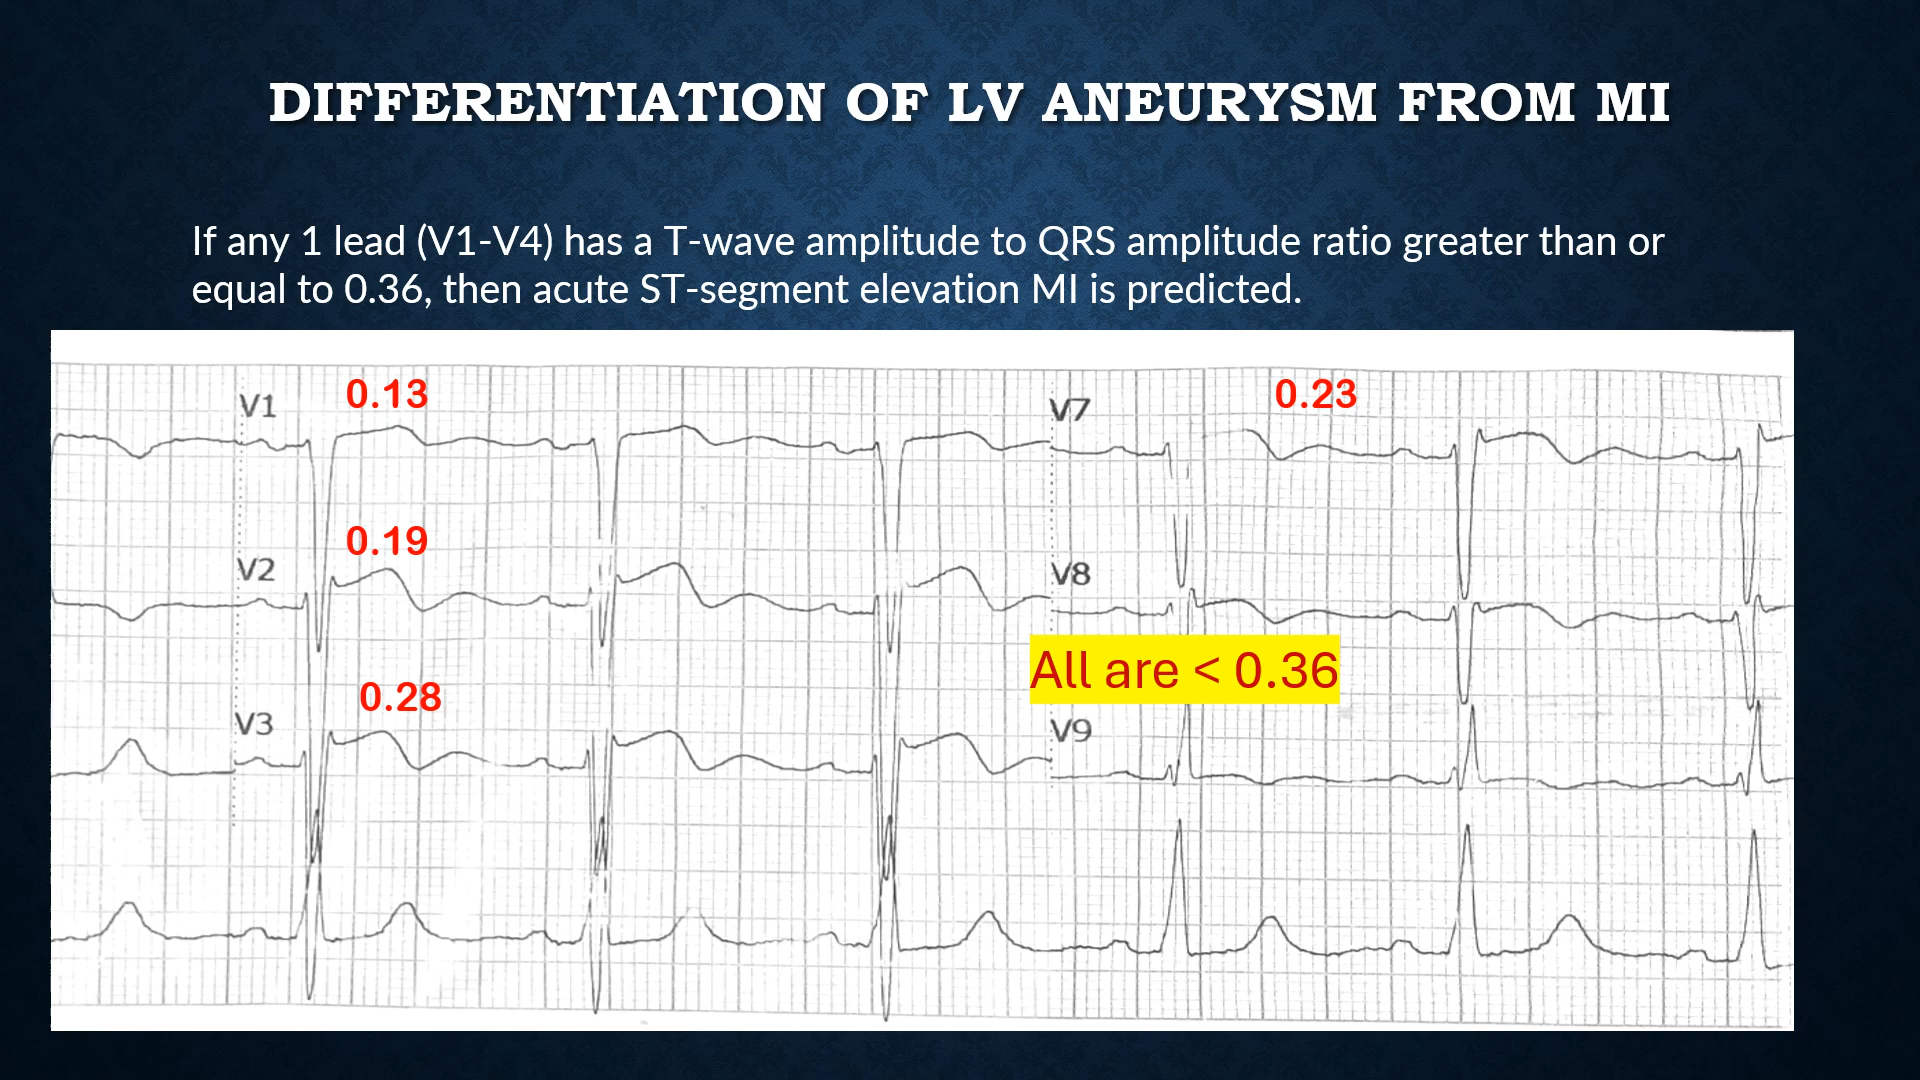 DIFFERENTIATION OF LV ANEURYSM FROM MI
If any 1 lead (V1-V4) has a T-wave amplitude to QRS amplitude ratio greater than or
equal to 0.36, then acute ST-segment elevation MI is predicted.
V1
0.13
V7
0.23
V2
0.19
V8
All are < 0.36
V3
0.28
V9